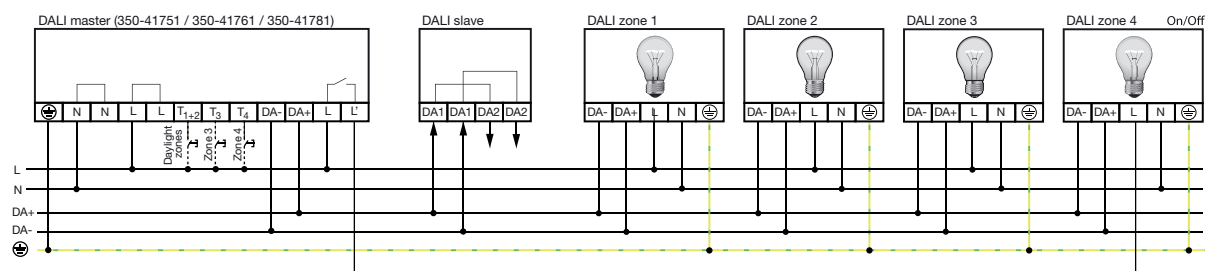 DALI master (350-41751 / 350-41761 / 350-41781)
DALI slave
DALI zone 1
DALI zone 2
DALI zone 3
DALI zone 4 On/Off
N N L L T1+2 T3 T4 DA- DA+ L L'
DA1 DA1 DA2 DA2
DA- DA+ L N
DA- DA+ L N
DA- DA+ L N
DA- DA+ L N
Daylight
zones
Zone 3
Zone 4
L
N
DA+
DA-